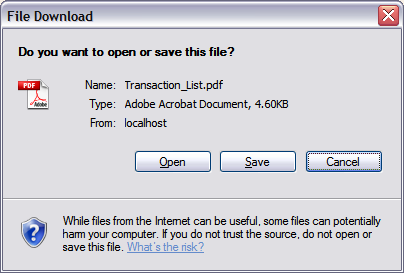 File Download
Do you want to open or save this file?
PDF
Adobe
Name: Transaction_List.pdf
Type: Adobe Acrobat Document, 4.60KB
From: localhost
Open Save Cancel
While files from the Internet can be useful, some files can potentially
harm your computer. If you do not trust the source, do not open or
save this file. What's the risk?